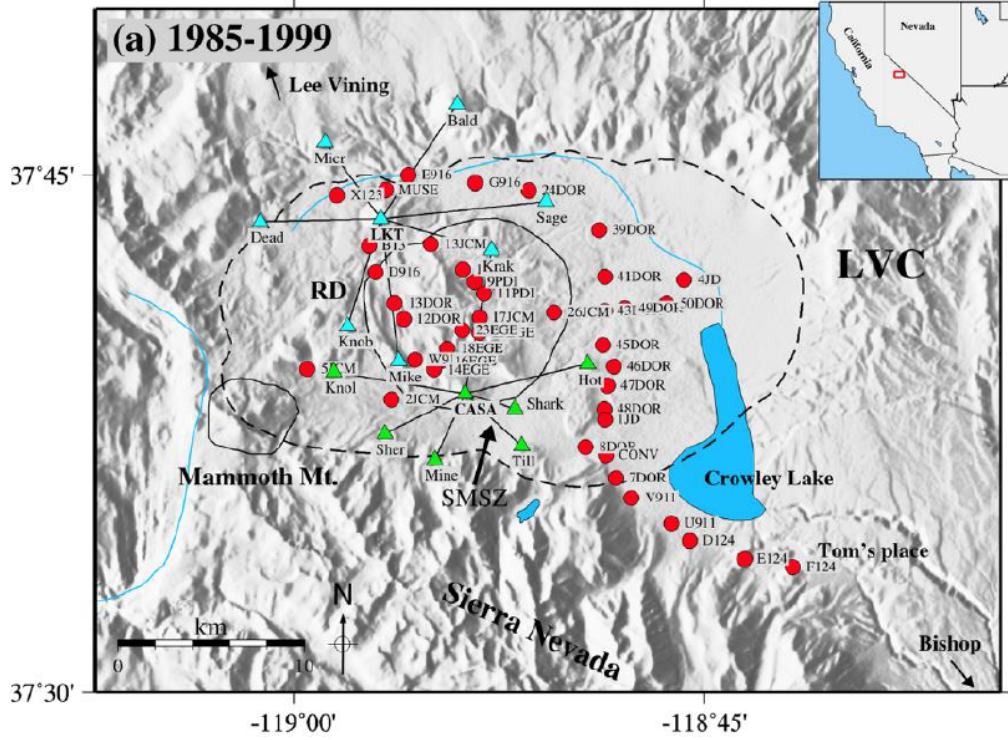 (a) 1985-1999
Nevada
California
Lee Vining
Bald
Micr
37°45'
E916
MUSE
G916
24DOR
X123
Sage
Dead
LKT
39DOR
B13
13JCM
LVC
Krak
D916
RD
9PDI
41DOR
4JD
11PDI
13DOR
50DOR
49DOR
26JCM
12DOR
17JCM
23EGE
Knob
45DOR
18EGE
14EGE
Mike
46DOR
Hot
Knol
47DOR
2JCM
CASA
Shark
48DOR
1JD
Sher
8DOR
Till
CONV
Mine
Mammoth Mt.
SMSZ
7DOR
Crowley Lake
V911
U911
D124
Tom's place
E124
F124
N
Sierra Nevada
km
0
10
Bishop
37°30'
-119°00'
-118°45'